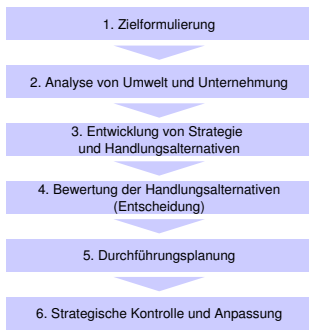 1. Zielformulierung
2. Analyse von Umwelt und Unternehmung
3. Entwicklung von Strategie
und Handlungsalternativen
4. Bewertung der Handlungsalternativen
(Entscheidung)
5. Durchführungsplanung
6. Strategische Kontrolle und Anpassung